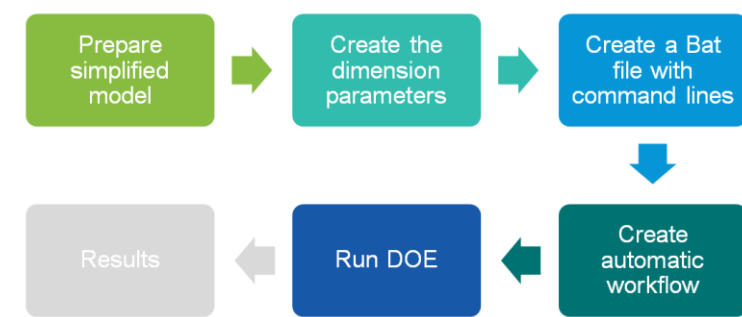 Prepare
simplified
model
Create the
dimension
parameters
Create a Bat
file with
command lines
Create
automatic
workflow
Run DOE
Results